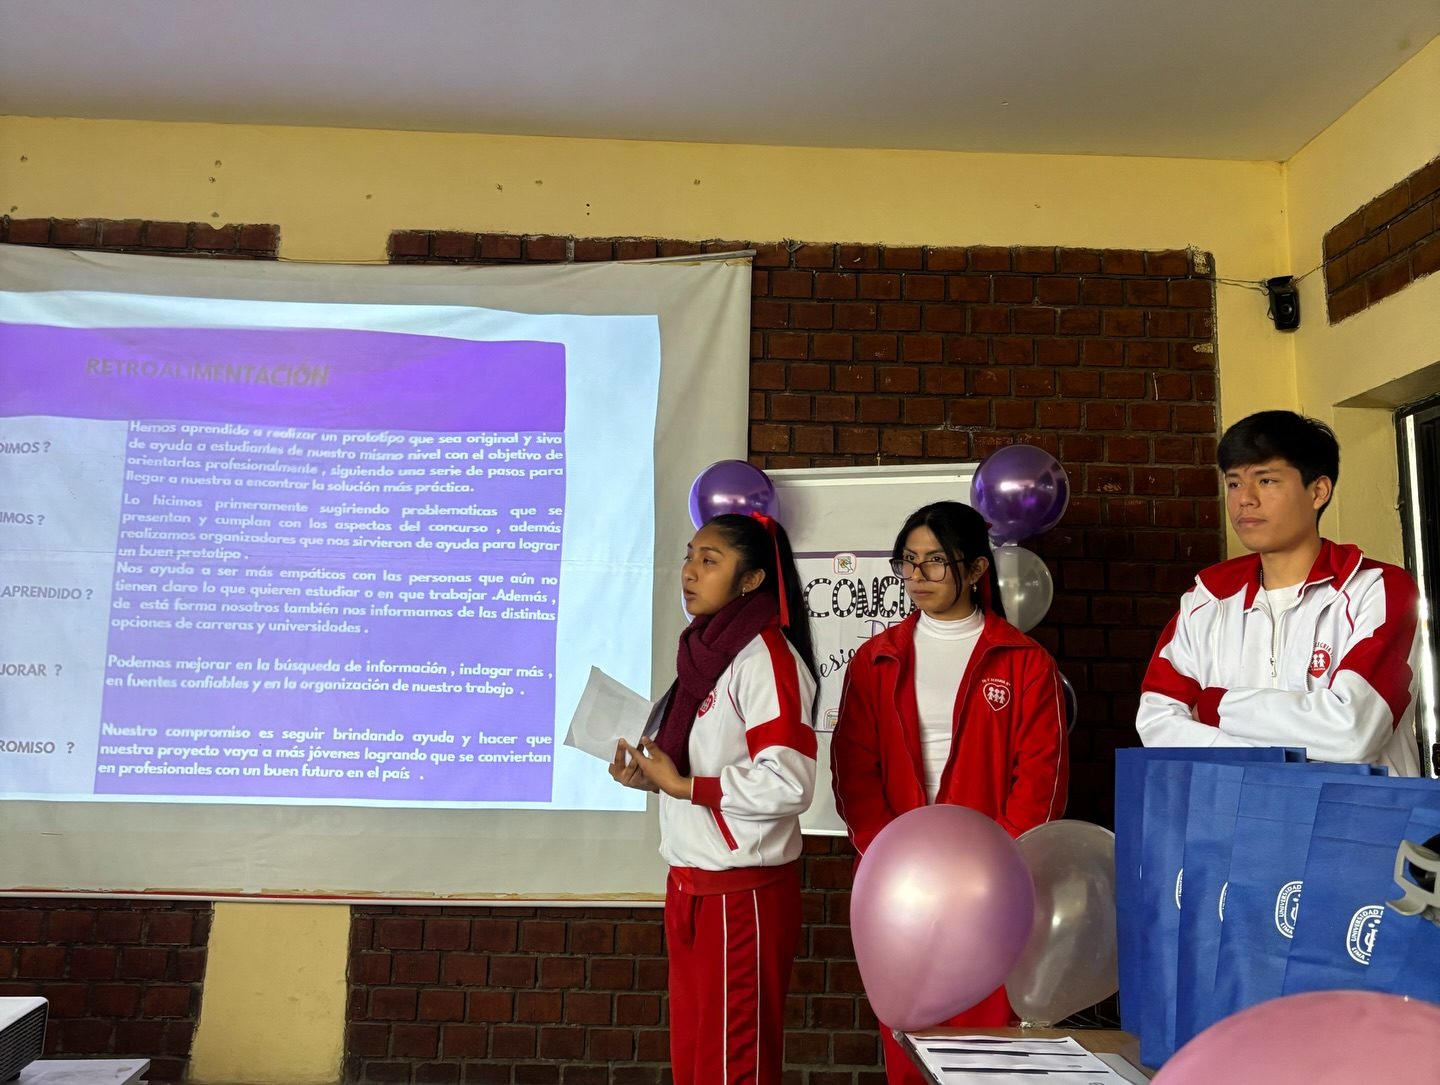 RETROALIMENTACIÓN
DIMOS ?
Hemos aprendido a realizar un prototipo que sea original y siva
de ayuda a estudiantes de nuestro mismo nivel con el objetivo de
orientarlos profesionalmente , siguiendo una serie de pasos para
llegar a nuestra a encontrar la solución más práctica.
IMOS ?
Lo hicimos primeramente sugiriendo problematicas que se
presentan y cumplan con los aspectos del concurso , además
realizamos organizadores que nos sirvieron de ayuda para lograr
un buen prototipo .
APRENDIDO ?
Nos ayuda a ser más empáticos con las personas que aún no
tienen claro lo que quieren estudiar o en que trabajar .Además ,
de está forma nosotros también nos informamos de las distintas
opciones de carreras y universidades .
JORAR ?
Podemos mejorar en la búsqueda de información , indagar más ,
en fuentes confiables y en la organización de nuestro trabajo .
ROMISO ?
Nuestro compromiso es seguir brindando ayuda y hacer que
nuestra proyecto vaya a más jóvenes logrando que se conviertan
en profesionales con un buen futuro en el país .
CONCU
DE
UNIVERSIDAD
UNIVERSIDAD